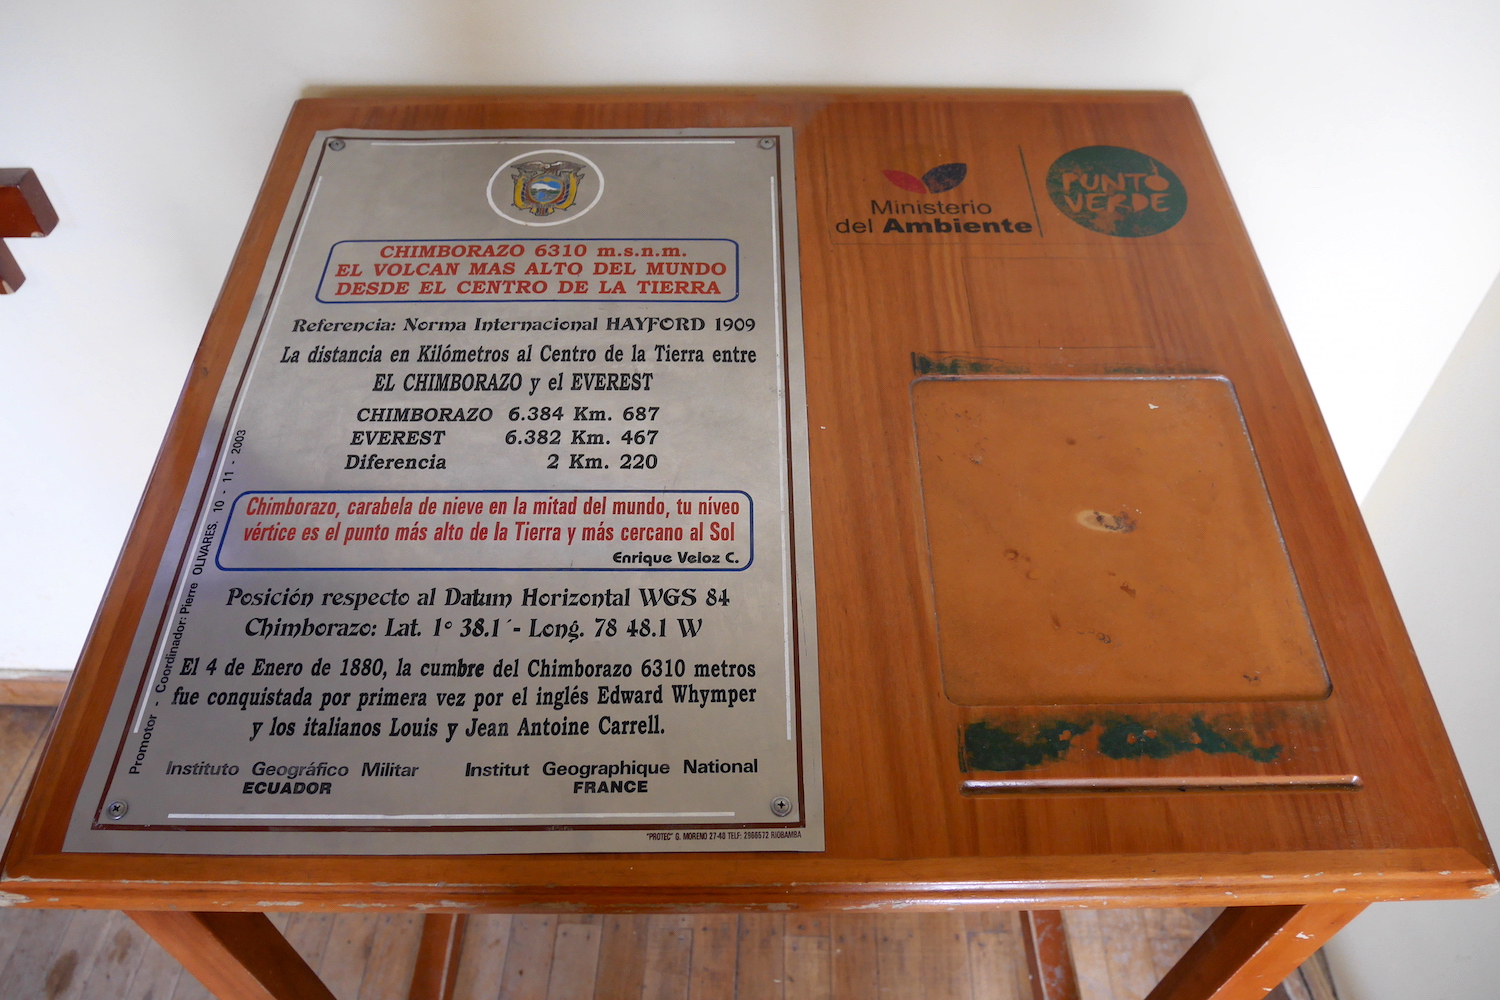 CHIMBORAZO 6310 m.s.n.m.
EL VOLCAN MAS ALTO DEL MUNDO
DESDE EL CENTRO DE LA TIERRA
Referencia: Norma Internacional HAYFORD 1909
La distancia en Kilómetros al Centro de la Tierra entre
EL CHIMBORAZO y el EVEREST
CHIMBORAZO 6.384 Km. 687
EVEREST 6.382 Km. 467
Diferencia 2 Km. 220
Chimborazo, carabela de nieve en la mitad del mundo, tu níveo
vértice es el punto más alto de la Tierra y más cercano al Sol
Enrique Veloz C.
Posición respecto al Datum Horizontal WGS 84
Chimborazo: Lat. 1° 38.1´- Long. 78 48.1 W
El 4 de Enero de 1880, la cumbre del Chimborazo 6310 metros
fue conquistada por primera vez por el inglés Edward Whymper
y los italianos Louis y Jean Antoine Carrell.
Instituto Geográfico Militar
ECUADOR
Institut Geographique National
FRANCE
Promotor - Coordinador: Pierre OLIVARES. 10 - 11 - 2003
"PROTEC" G. MORENO 27-40 TELF: 2966572 RIOBAMBA
Ministerio
del Ambiente
PUNTO
VERDE